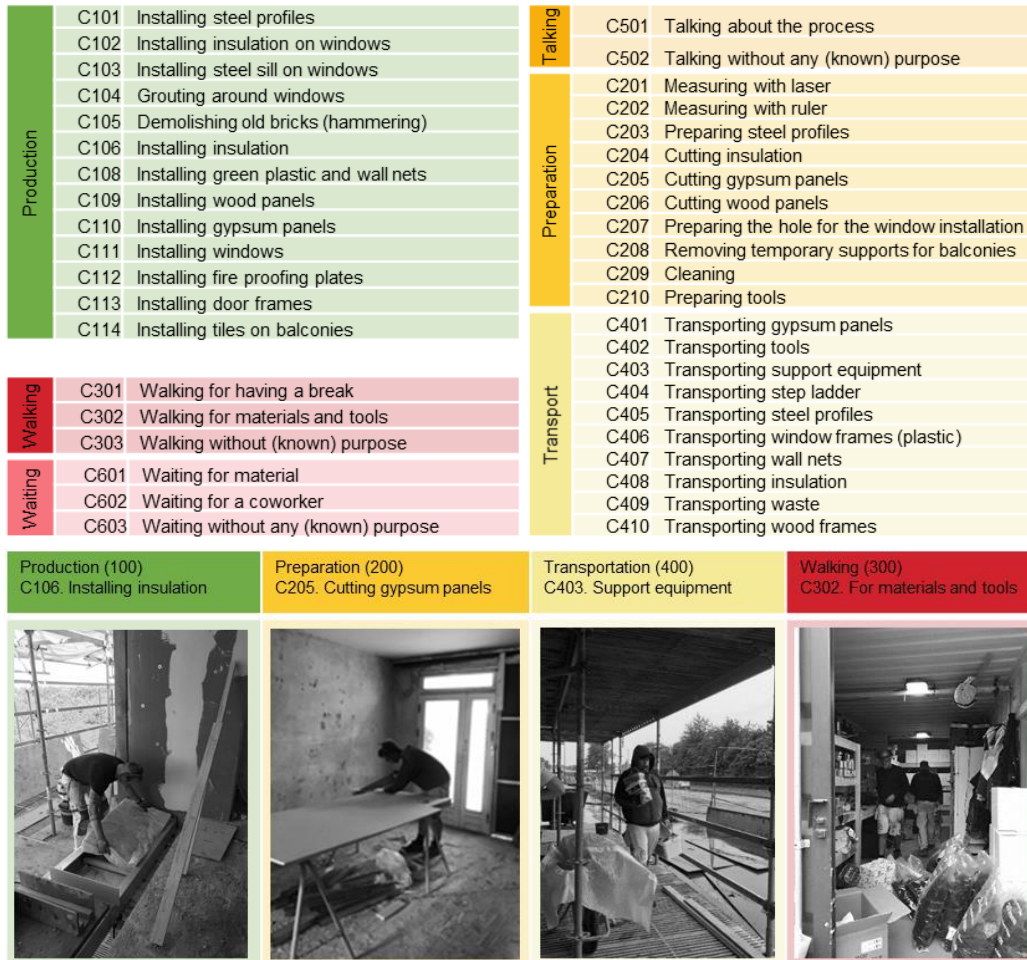 Production
C101 Installing steel profiles
C102 Installing insulation on windows
C103 Installing steel sill on windows
C104 Grouting around windows
C105 Demolishing old bricks (hammering)
C106 Installing insulation
C108 Installing green plastic and wall nets
C109 Installing wood panels
C110 Installing gypsum panels
C111 Installing windows
C112 Installing fire proofing plates
C113 Installing door frames
C114 Installing tiles on balconies
Walking
C301 Walking for having a break
C302 Walking for materials and tools
C303 Walking without (known) purpose
Waiting
C601 Waiting for material
C602 Waiting for a coworker
C603 Waiting without any (known) purpose
Talking
C501 Talking about the process
C502 Talking without any (known) purpose
Preparation
C201 Measuring with laser
C202 Measuring with ruler
C203 Preparing steel profiles
C204 Cutting insulation
C205 Cutting gypsum panels
C206 Cutting wood panels
C207 Preparing the hole for the window installation
C208 Removing temporary supports for balconies
C209 Cleaning
C210 Preparing tools
Transport
C401 Transporting gypsum panels
C402 Transporting tools
C403 Transporting support equipment
C404 Transporting step ladder
C405 Transporting steel profiles
C406 Transporting window frames (plastic)
C407 Transporting wall nets
C408 Transporting insulation
C409 Transporting waste
C410 Transporting wood frames
Production (100)
C106. Installing insulation
Preparation (200)
C205. Cutting gypsum panels
Transportation (400)
C403. Support equipment
Walking (300)
C302. For materials and tools